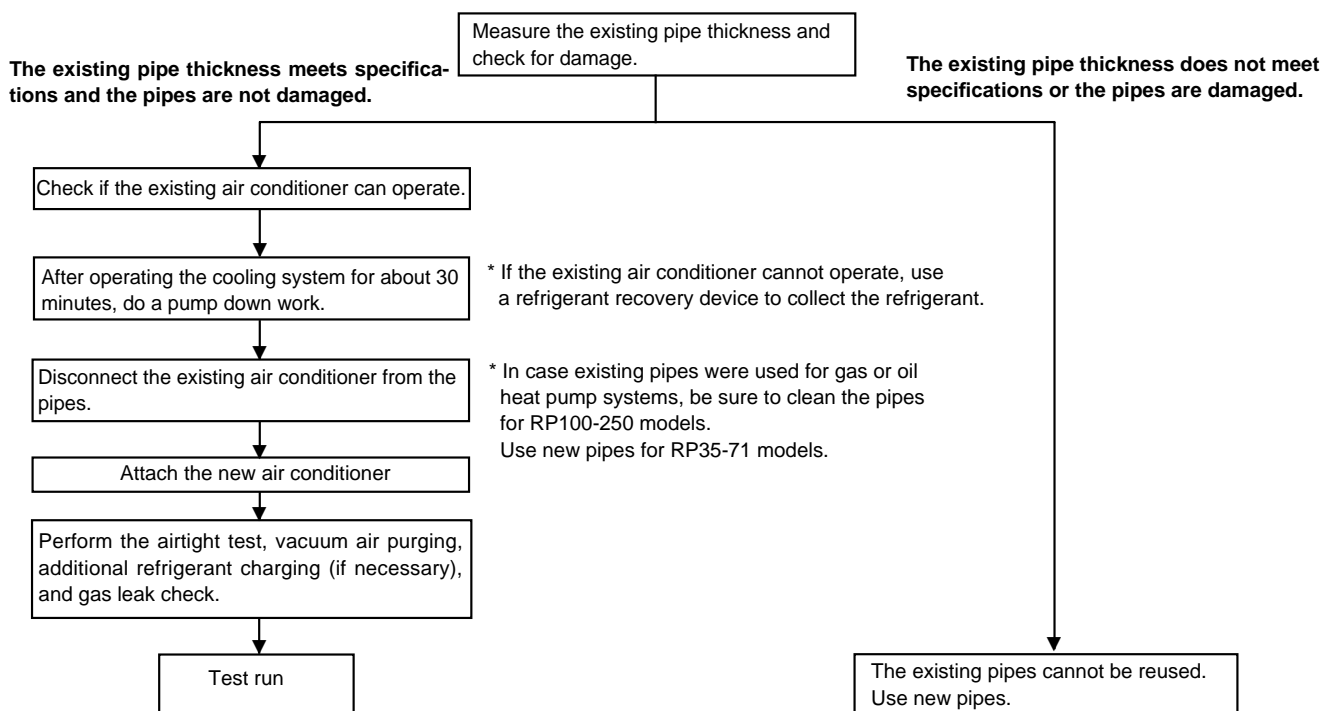 Measure the existing pipe thickness and
check for damage.
The existing pipe thickness meets specifica-
tions and the pipes are not damaged.
The existing pipe thickness does not meet
specifications or the pipes are damaged.
Check if the existing air conditioner can operate.
After operating the cooling system for about 30
minutes, do a pump down work.
* If the existing air conditioner cannot operate, use
a refrigerant recovery device to collect the refrigerant.
Disconnect the existing air conditioner from the
pipes.
* In case existing pipes were used for gas or oil
heat pump systems, be sure to clean the pipes
for RP100-250 models.
Use new pipes for RP35-71 models.
Attach the new air conditioner
Perform the airtight test, vacuum air purging,
additional refrigerant charging (if necessary),
and gas leak check.
Test run
The existing pipes cannot be reused.
Use new pipes.